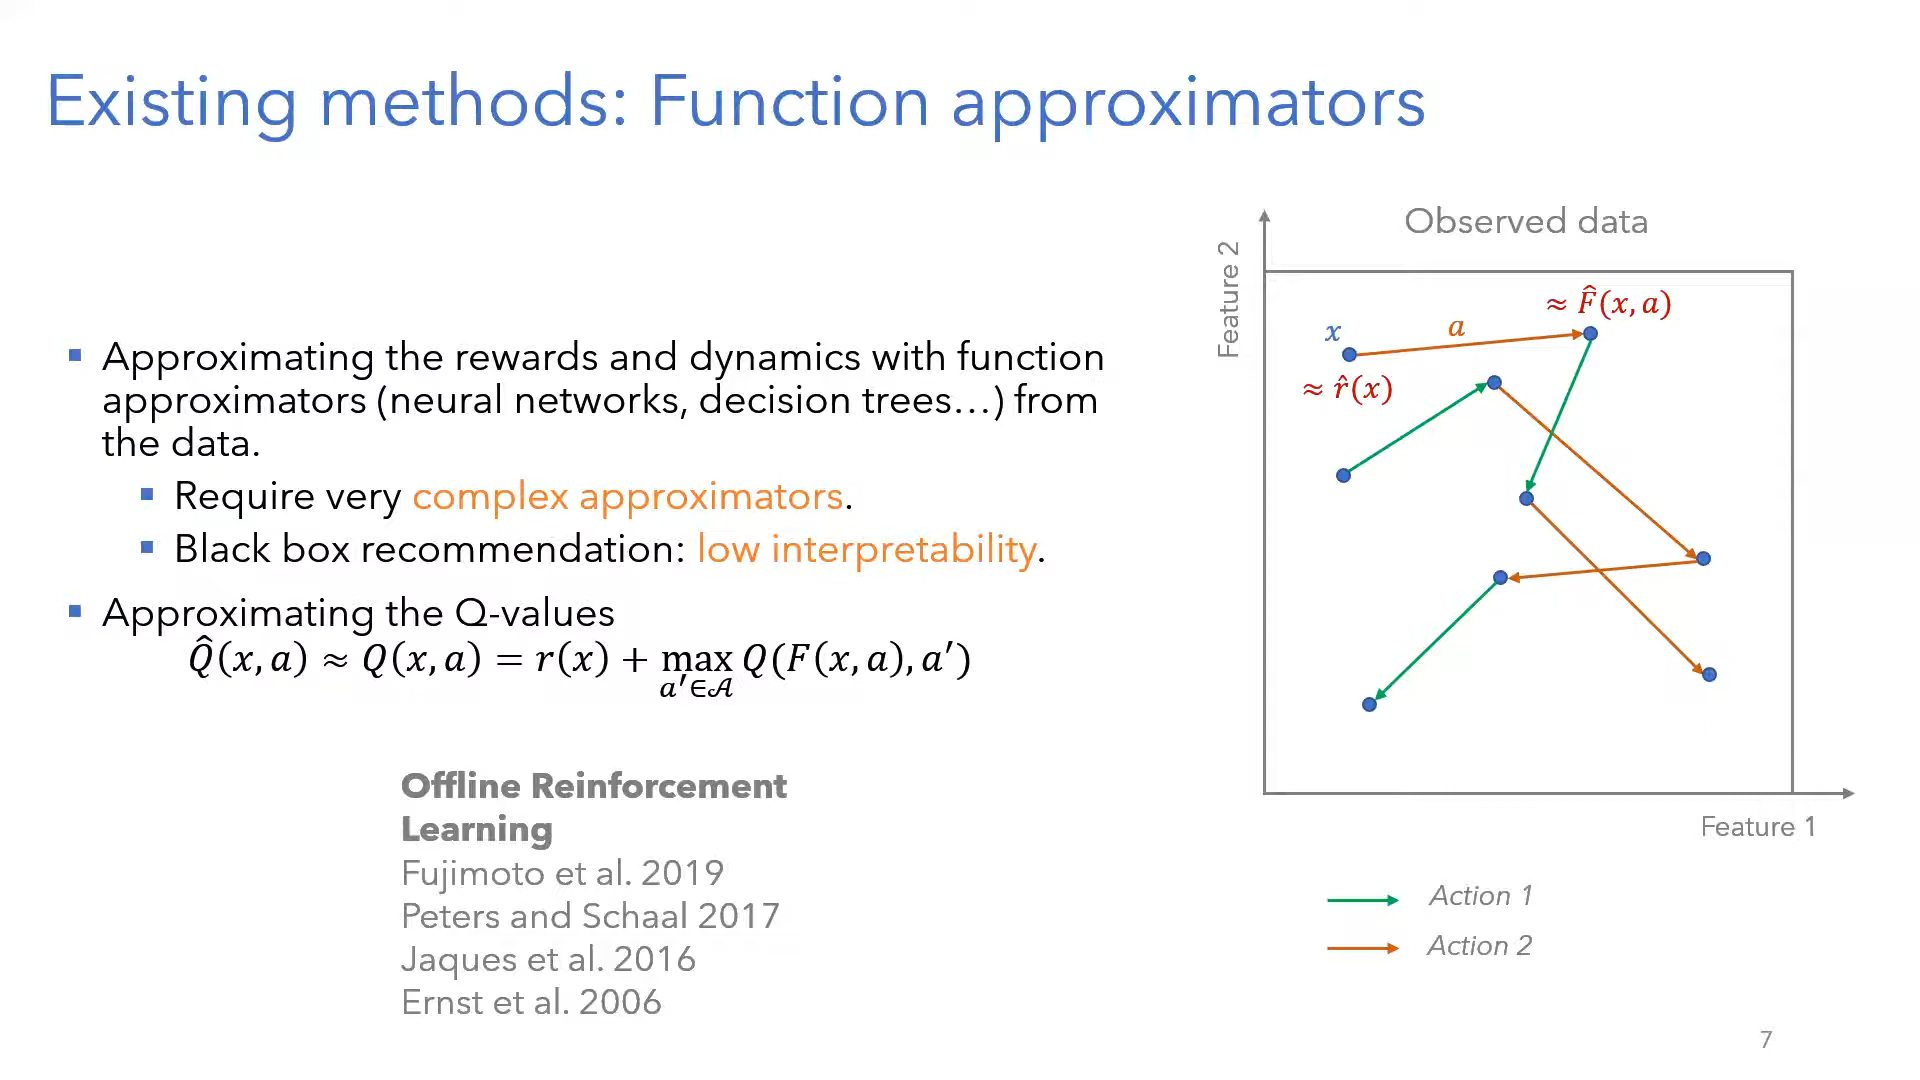 Existing methods: Function approximators
▪ Approximating the rewards and dynamics with function
approximators (neural networks, decision trees…) from
the data.
▪ Require very complex approximators.
▪ Black box recommendation: low interpretability.
▪ Approximating the Q-values
Q̂(x, a) ≈ Q(x, a) = r(x) + max Q(F(x, a), a′)
a′∈𝒜
Offline Reinforcement
Learning
Fujimoto et al. 2019
Peters and Schaal 2017
Jaques et al. 2016
Ernst et al. 2006
Observed data
Feature 2
≈ F̂(x, a)
x
a
≈ r̂(x)
Feature 1
Action 1
Action 2
7